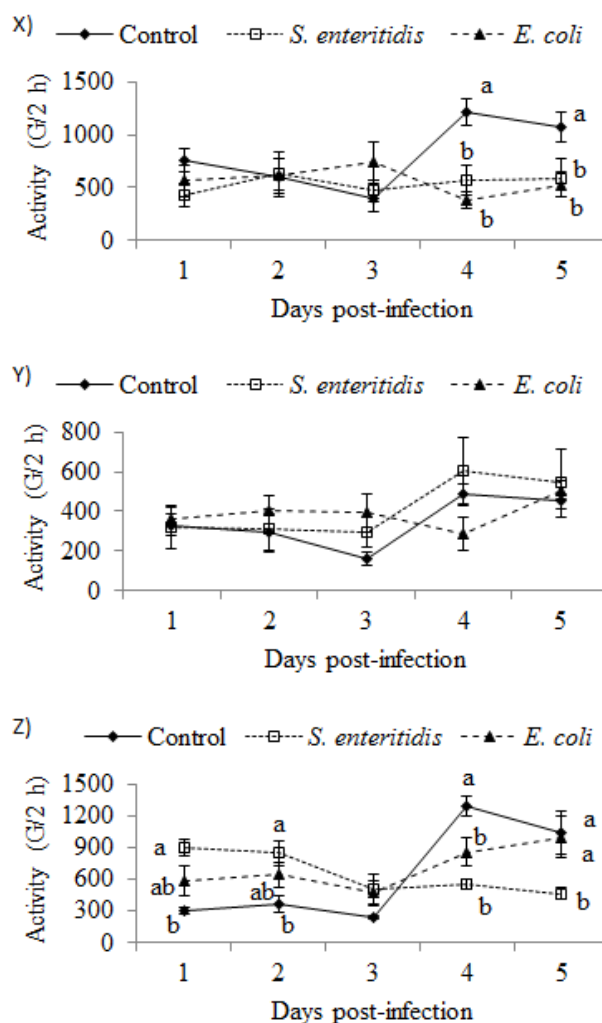 X)
Control S. enteritidis E. coli
1500
1000
500
0
Activity (G/2 h)
a
a
b
b
b
b
1 2 3 4 5
Days post-infection
Y)
Control S. enteritidis E. coli
800
600
400
200
0
Activity (G/2 h)
1 2 3 4 5
Days post-infection
Z)
Control S. enteritidis E. coli
1500
1200
900
600
300
0
Activity (G/2 h)
a
a
a
a
b
a
ab
ab
b
b
b
b
1 2 3 4 5
Days post-infection